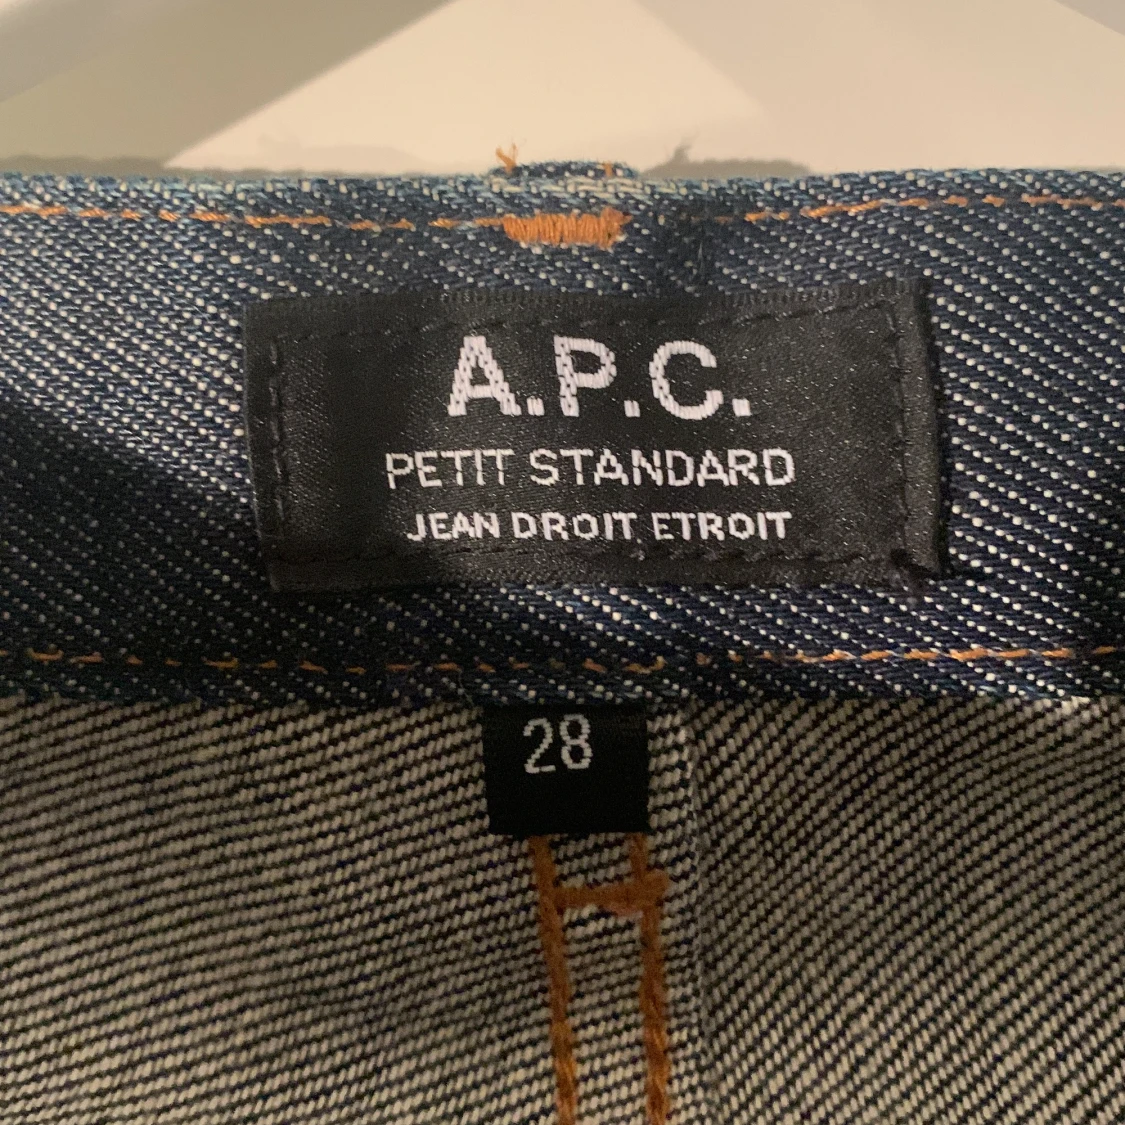 A.P.C.
PETIT STANDARD
JEAN DROIT ETROIT
28